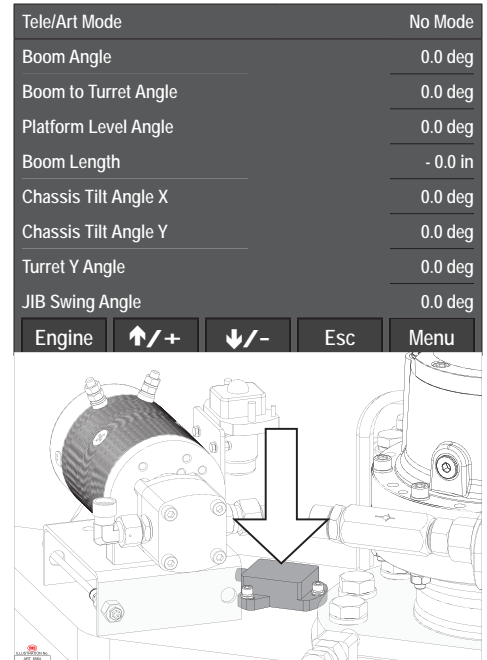 Tele/Art Mode No Mode
Boom Angle 0.0 deg
Boom to Turret Angle 0.0 deg
Platform Level Angle 0.0 deg
Boom Length - 0.0 in
Chassis Tilt Angle X 0.0 deg
Chassis Tilt Angle Y 0.0 deg
Turret Y Angle 0.0 deg
JIB Swing Angle 0.0 deg
Engine ↑/+ ↓/- Esc Menu
ILLUSTRATION No.